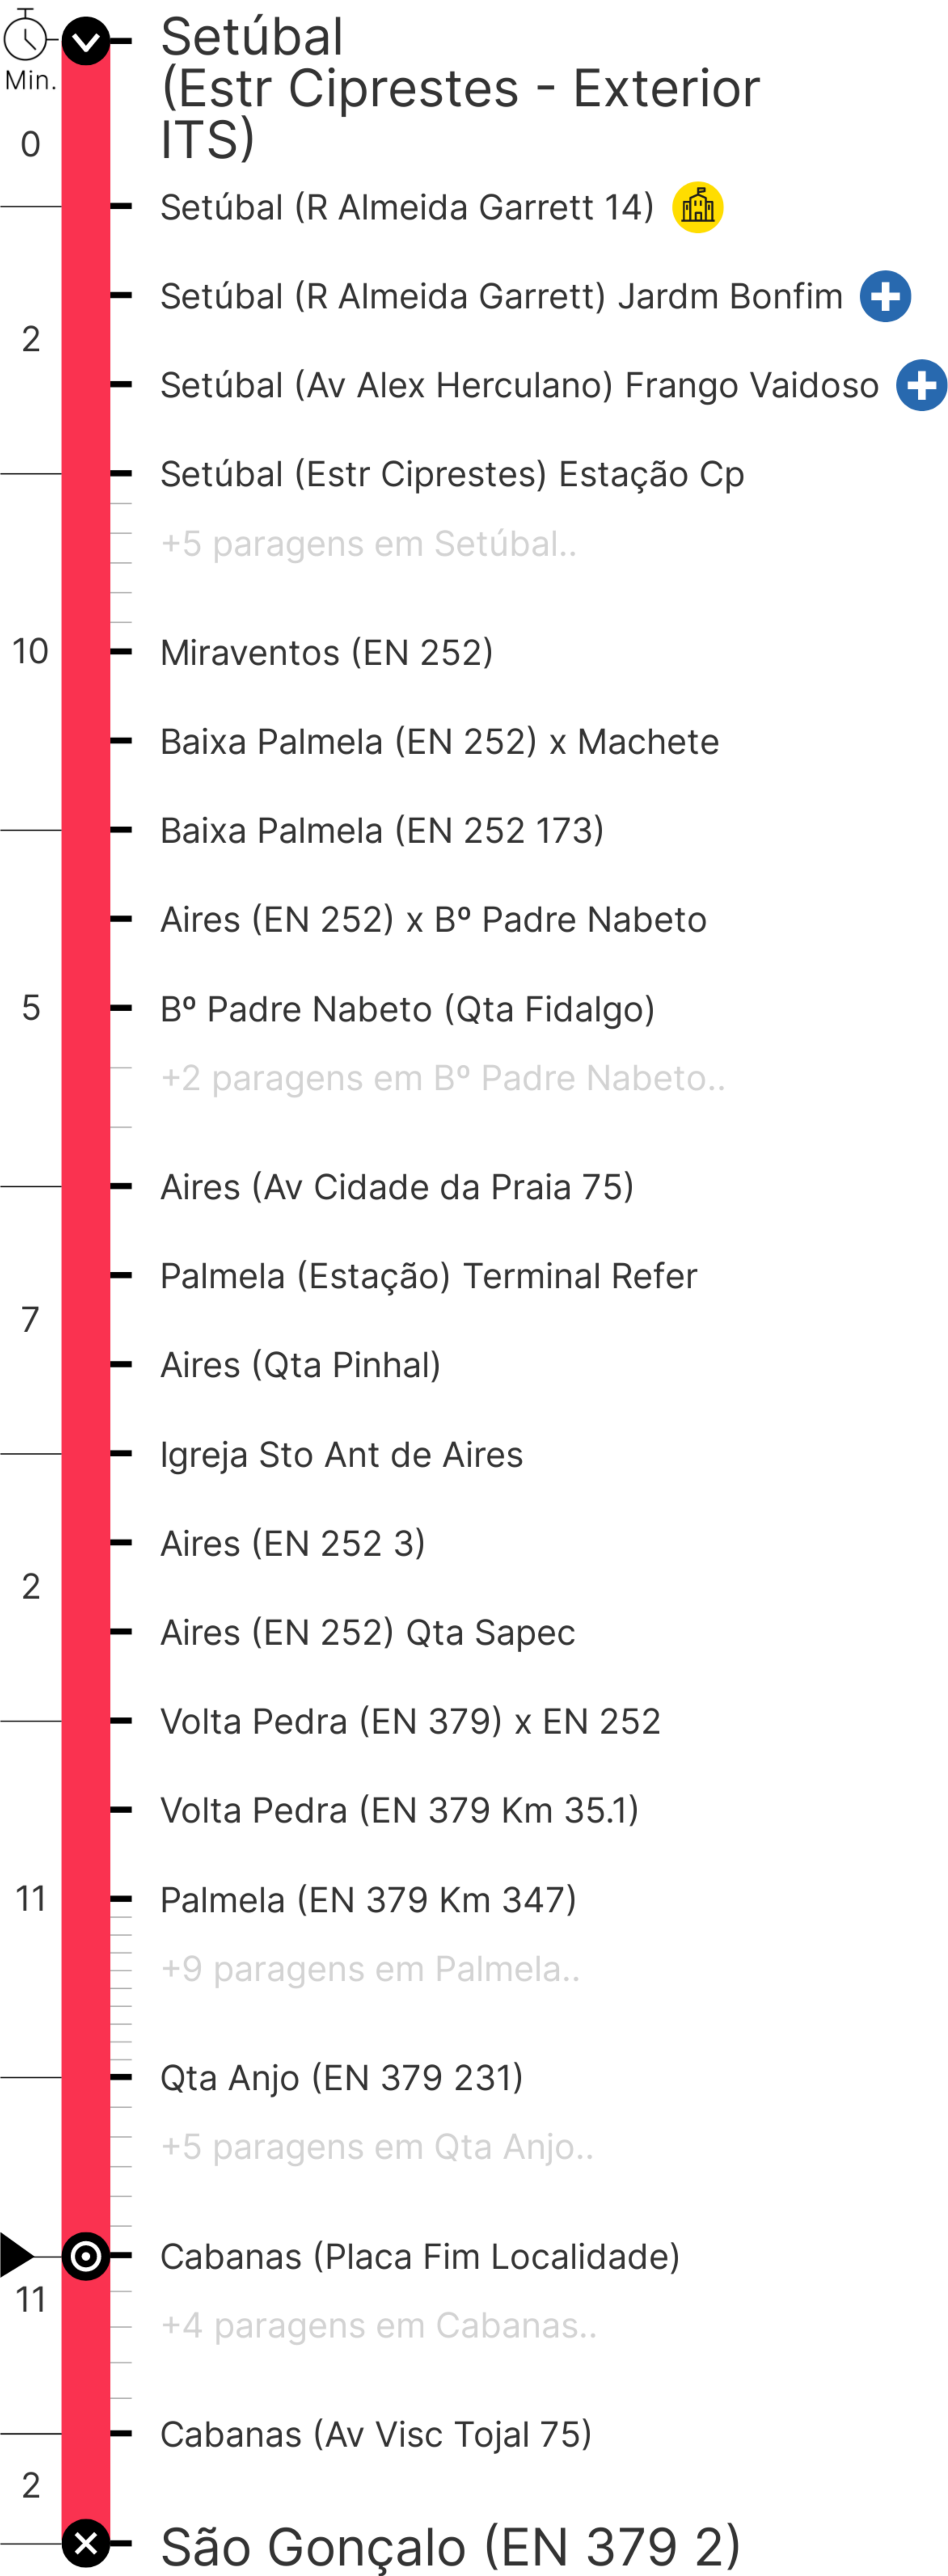 Min.
Setúbal
(Estr Ciprestes - Exterior
ITS)
0
Setúbal (R Almeida Garrett 14)
Setúbal (R Almeida Garrett) Jardm Bonfim
2
Setúbal (Av Alex Herculano) Frango Vaidoso
Setúbal (Estr Ciprestes) Estação Cp
+5 paragens em Setúbal..
10
Miraventos (EN 252)
Baixa Palmela (EN 252) x Machete
Baixa Palmela (EN 252 173)
Aires (EN 252) x Bº Padre Nabeto
5
Bº Padre Nabeto (Qta Fidalgo)
+2 paragens em Bº Padre Nabeto..
Aires (Av Cidade da Praia 75)
Palmela (Estação) Terminal Refer
7
Aires (Qta Pinhal)
Igreja Sto Ant de Aires
Aires (EN 252 3)
2
Aires (EN 252) Qta Sapec
Volta Pedra (EN 379) x EN 252
Volta Pedra (EN 379 Km 35.1)
11
Palmela (EN 379 Km 347)
+9 paragens em Palmela..
Qta Anjo (EN 379 231)
+5 paragens em Qta Anjo..
Cabanas (Placa Fim Localidade)
11
+4 paragens em Cabanas..
Cabanas (Av Visc Tojal 75)
2
São Gonçalo (EN 379 2)